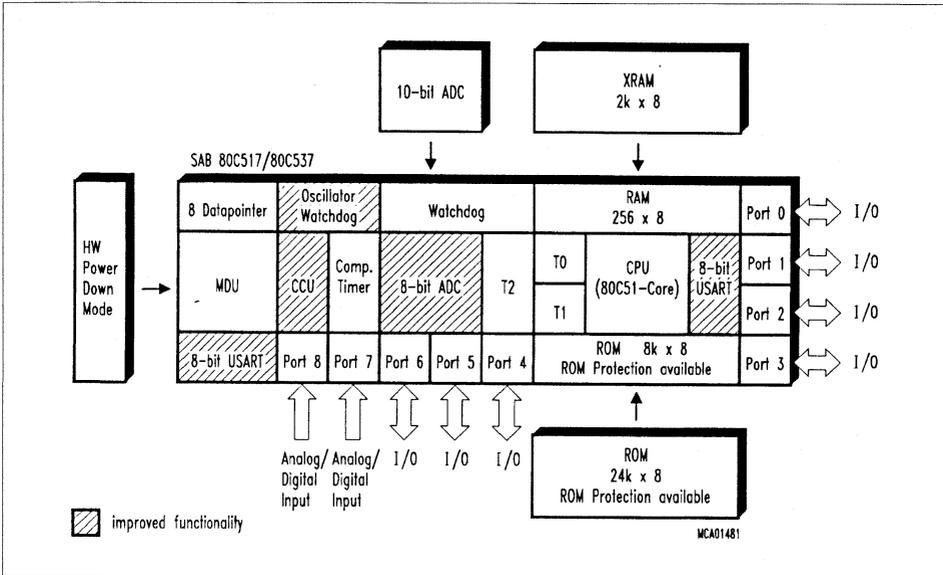 10-bit ADC
XRAM
2k x 8
SAB 80C517/80C537
HW
Power
Down
Mode
8 Datapointer
Oscillator
Watchdog
Watchdog
RAM
256 x 8
Port 0
I/O
MDU
CCU
Comp.
Timer
8-bit ADC
T2
T0
T1
CPU
(80C51-Core)
8-bit
USART
Port 1
I/O
Port 2
I/O
8-bit USART
Port 8
Port 7
Port 6
Port 5
Port 4
ROM 8k x 8
ROM Protection available
Port 3
I/O
Analog/
Digital
Input
Analog/
Digital
Input
I/O
I/O
I/O
ROM
24k x 8
ROM Protection available
improved functionality
MCA01481